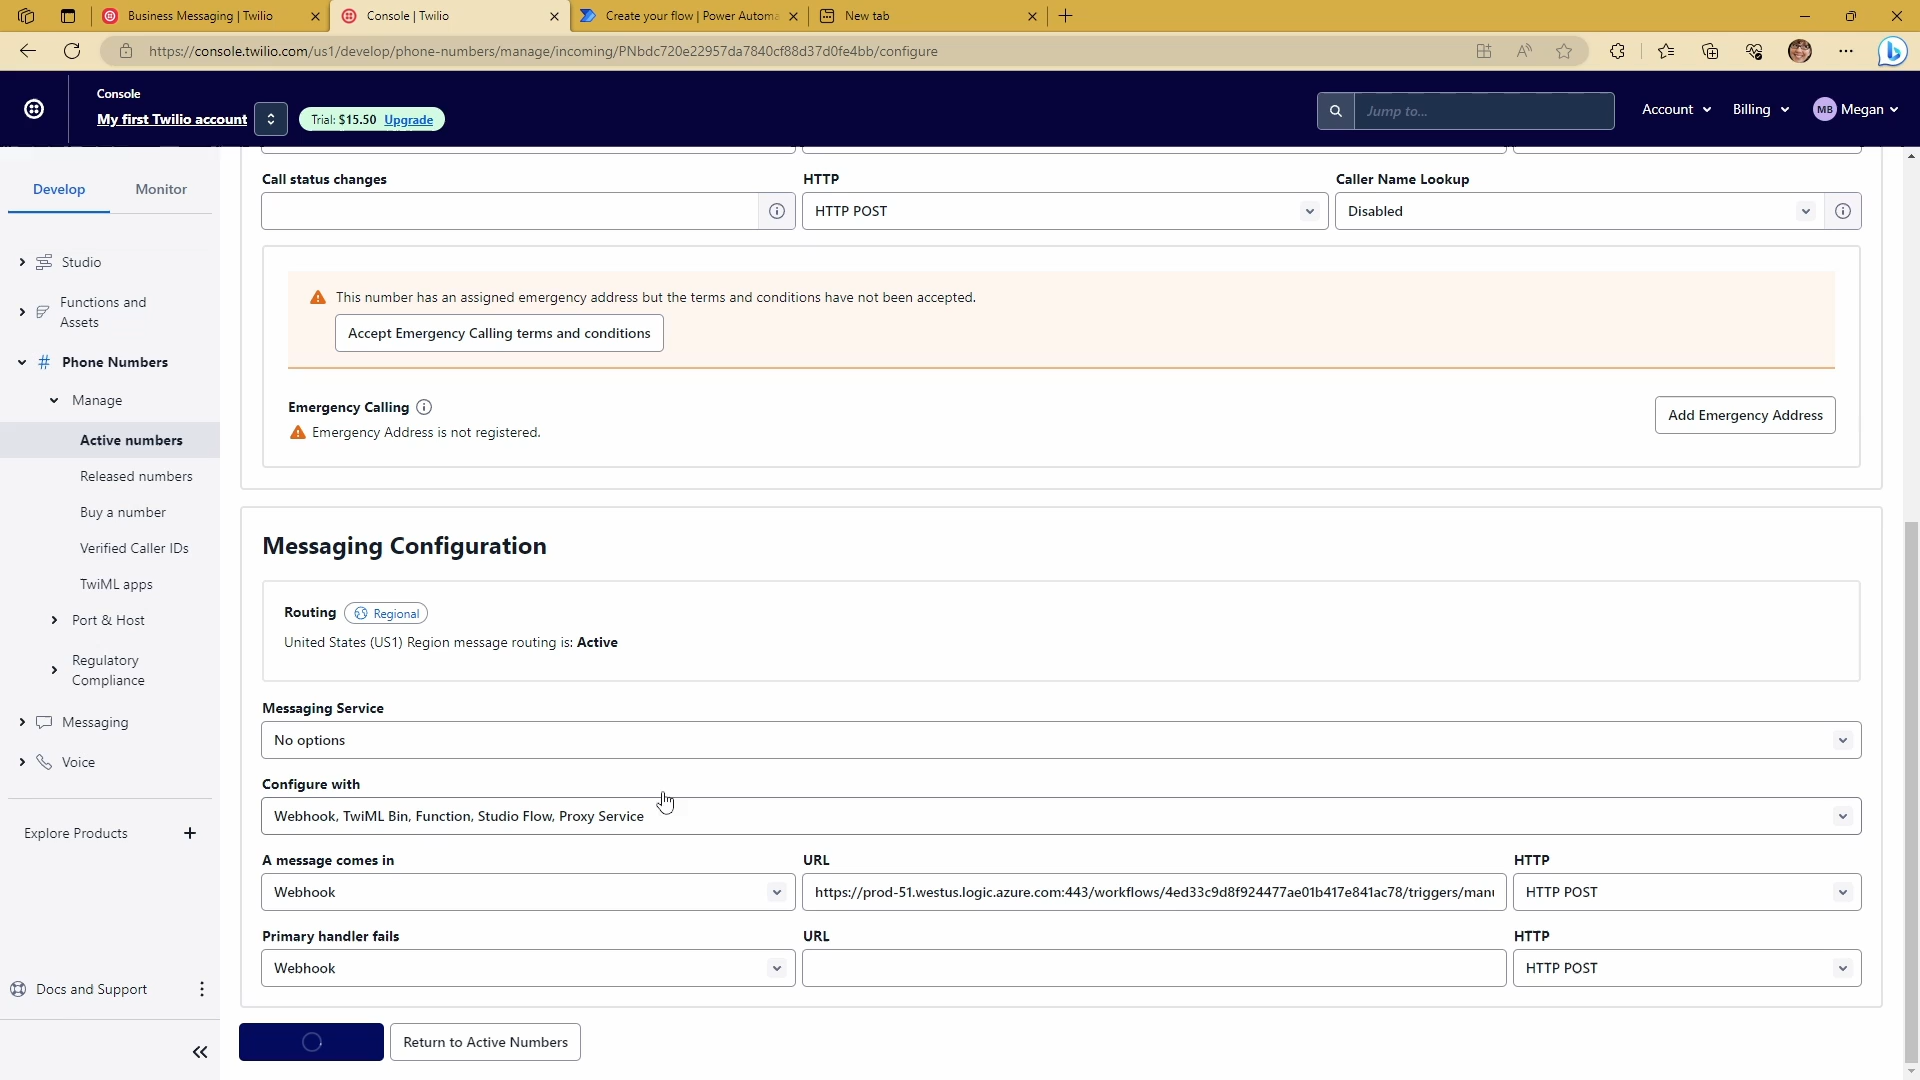 Business Messaging | Twilio
Console | Twilio
Create your flow | Power Automa
New tab
https://console.twilio.com/us1/develop/phone-numbers/manage/incoming/PNbdc720e22957da7840cf88d37d0fe4bb/configure
Console
My first Twilio account
Trial: $15.50 Upgrade
Jump to...
Account
Billing
MB Megan
Develop
Monitor
Studio
Functions and
Assets
# Phone Numbers
Manage
Active numbers
Released numbers
Buy a number
Verified Caller IDs
TwiML apps
Port & Host
Regulatory
Compliance
Messaging
Voice
Explore Products +
Docs and Support
Call status changes
HTTP
Caller Name Lookup
HTTP POST
Disabled
This number has an assigned emergency address but the terms and conditions have not been accepted.
Accept Emergency Calling terms and conditions
Emergency Calling
Emergency Address is not registered.
Add Emergency Address
Messaging Configuration
Routing Regional
United States (US1) Region message routing is: Active
Messaging Service
No options
Configure with
Webhook, TwiML Bin, Function, Studio Flow, Proxy Service
A message comes in
URL
HTTP
Webhook
https://prod-51.westus.logic.azure.com:443/workflows/4ed33c9d8f924477ae01b417e841ac78/triggers/manu
HTTP POST
Primary handler fails
URL
HTTP
Webhook
HTTP POST
Return to Active Numbers